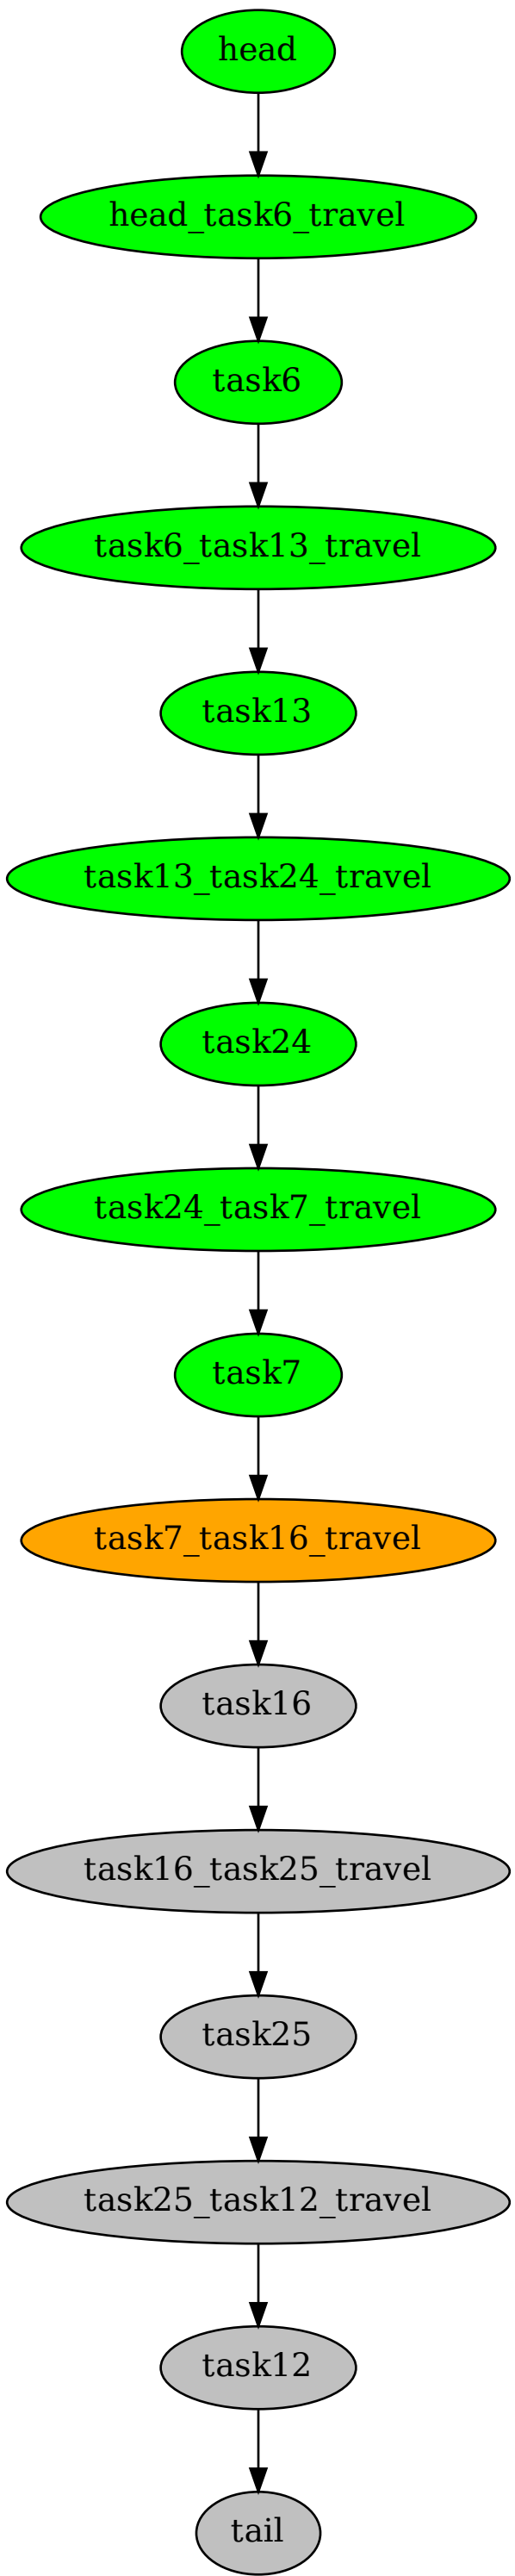 head
head_task6_travel
task6
task6_task13_travel
task13
task13_task24_travel
task24
task24_task7_travel
task7
task7_task16_travel
task16
task16_task25_travel
task25
task25_task12_travel
task12
tail